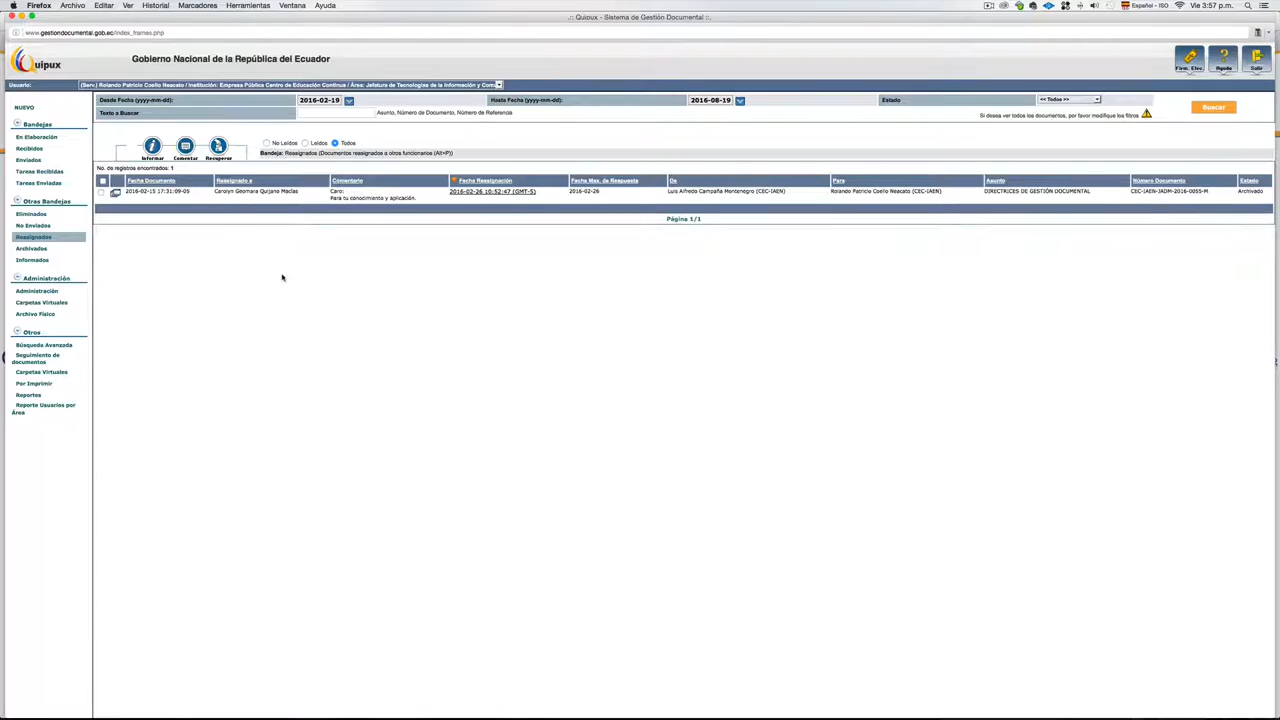 Firefox Archivo Editar Ver Historial Marcadores Herramientas Ventana Ayuda Español - ISO Vie 3:57 p.m.
.:: Quipux - Sistema de Gestión Documental ::.
www.gestiondocumental.gob.ec/index_frames.php
Quipux Gobierno Nacional de la República del Ecuador Firm. Elec. Ayuda Salir
Usuario: (Serv.) Rolando Patricio Coello Neacato / Institución: Empresa Pública Centro de Educación Continua / Área: Jefatura de Tecnologías de la Información y Com
Desde Fecha (yyyy-mm-dd): 2016-02-19 Hasta Fecha (yyyy-mm-dd): 2016-08-19 Estado << Todos >>
Texto a Buscar Asunto, Número de Documento, Número de Referencia Si desea ver todos los documentos, por favor modifique los filtros Buscar
Informar Comentar Recuperar No Leídos Leídos Todos
Bandeja: Reasignados (Documentos reasignados a otros funcionarios (Alt+P))
No. de registros encontrados: 1
Fecha Documento Reasignado a Comentario Fecha Reasignación Fecha Max. de Respuesta De Para Asunto Número Documento Estado
2016-02-15 17:31:09-05 Carolyn Geomara Quijano Macías Caro: 2016-02-26 10:52:47 (GMT-5) 2016-02-26 Luis Alfredo Campaña Montenegro (CEC-IAEN) Rolando Patricio Coello Neacato (CEC-IAEN) DIRECTRICES DE GESTIÓN DOCUMENTAL CEC-IAEN-JADM-2016-0055-M Archivado
Para tu conocimiento y aplicación.
Página 1/1
NUEVO
Bandejas
En Elaboración
Recibidos
Enviados
Tareas Recibidas
Tareas Enviadas
Otras Bandejas
Eliminados
No Enviados
Reasignados
Archivados
Informados
Administración
Administración
Carpetas Virtuales
Archivo Físico
Otros
Búsqueda Avanzada
Seguimiento de
documentos
Carpetas Virtuales
Por Imprimir
Reportes
Reporte Usuarios por
Área